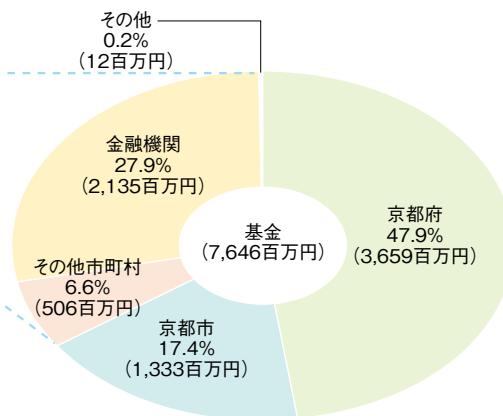 その他
0.2%
（12百万円）
金融機関
27.9%
（2,135百万円）
基金
（7,646百万円）
京都府
47.9%
（3,659百万円）
その他市町村
6.6%
（506百万円）
京都市
17.4%
（1,333百万円）